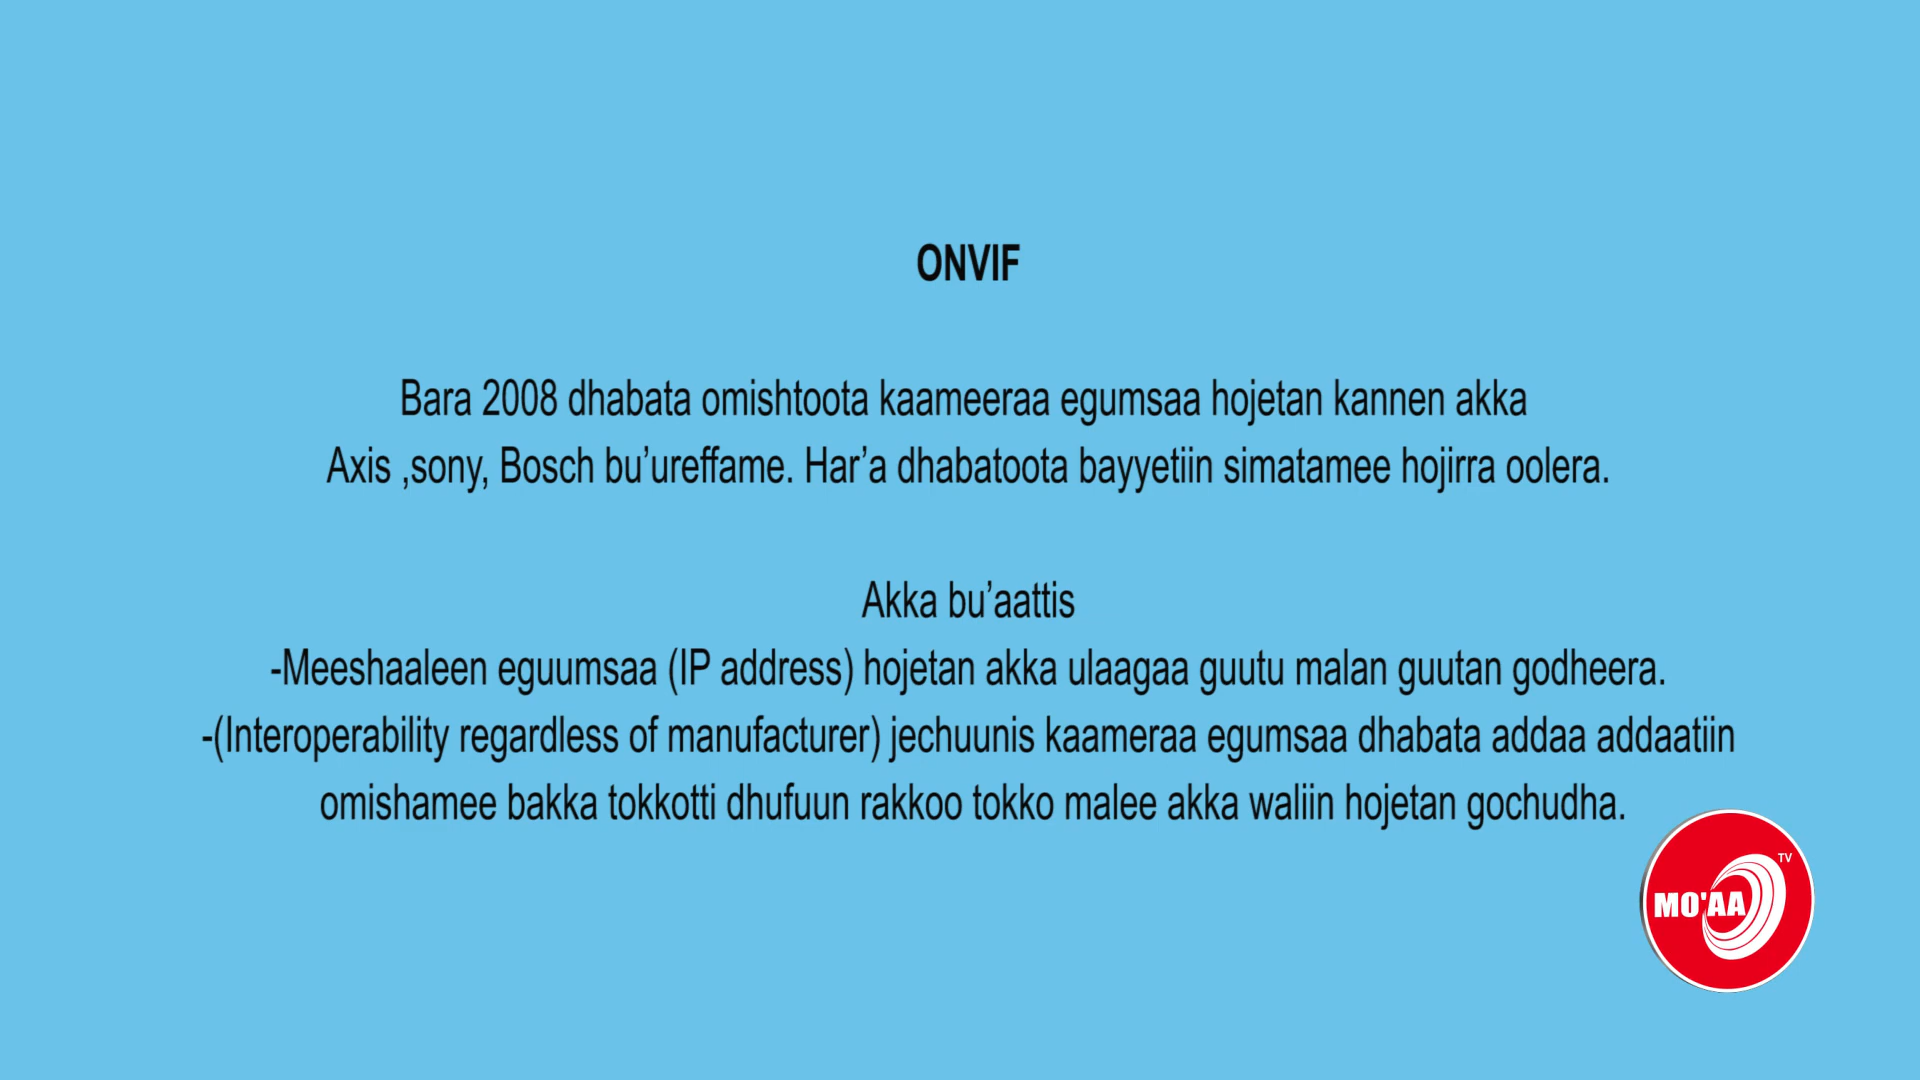 ONVIF
Bara 2008 dhabata omishtoota kaameeraa egumsaa hojetan kannen akka
Axis ,sony, Bosch bu’ureffame. Har’a dhabatoota bayyetiin simatamee hojirra oolera.
Akka bu’aattis
-Meeshaaleen eguumsaa (IP address) hojetan akka ulaagaa guutu malan guutan godheera.
-(Interoperability regardless of manufacturer) jechuunis kaameraa egumsaa dhabata addaa addaatiin
omishamee bakka tokkotti dhufuun rakkoo tokko malee akka waliin hojetan gochudha.
TV
MO'AA